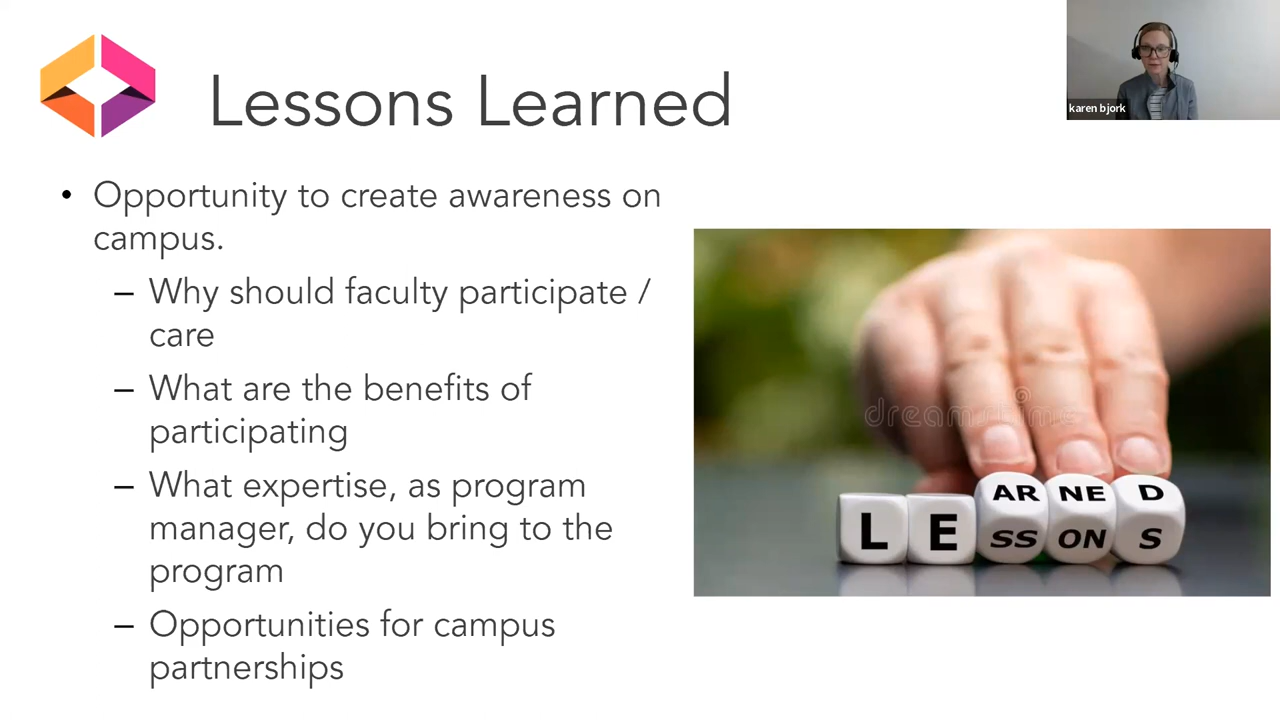 Lessons Learned
karen bjork
• Opportunity to create awareness on
campus.
– Why should faculty participate /
care
– What are the benefits of
participating
– What expertise, as program
manager, do you bring to the
program
– Opportunities for campus
partnerships
dreamstime
AR NE D
L E SS ON S